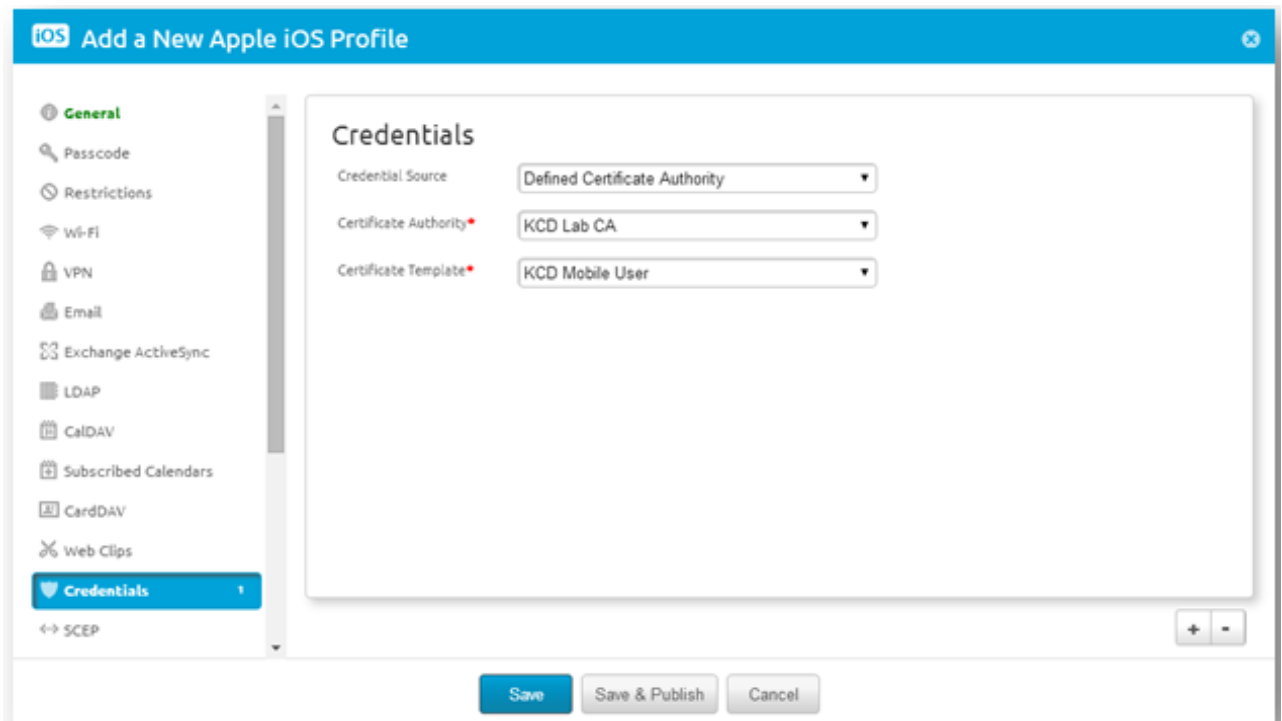 iOS Add a New Apple iOS Profile
General
Passcode
Restrictions
Wi-Fi
VPN
Email
Exchange ActiveSync
LDAP
CalDAV
Subscribed Calendars
CardDAV
Web Clips
Credentials 1
SCEP
Credentials
Credential Source Defined Certificate Authority
Certificate Authority* KCD Lab CA
Certificate Template* KCD Mobile User
+ -
Save Save & Publish Cancel